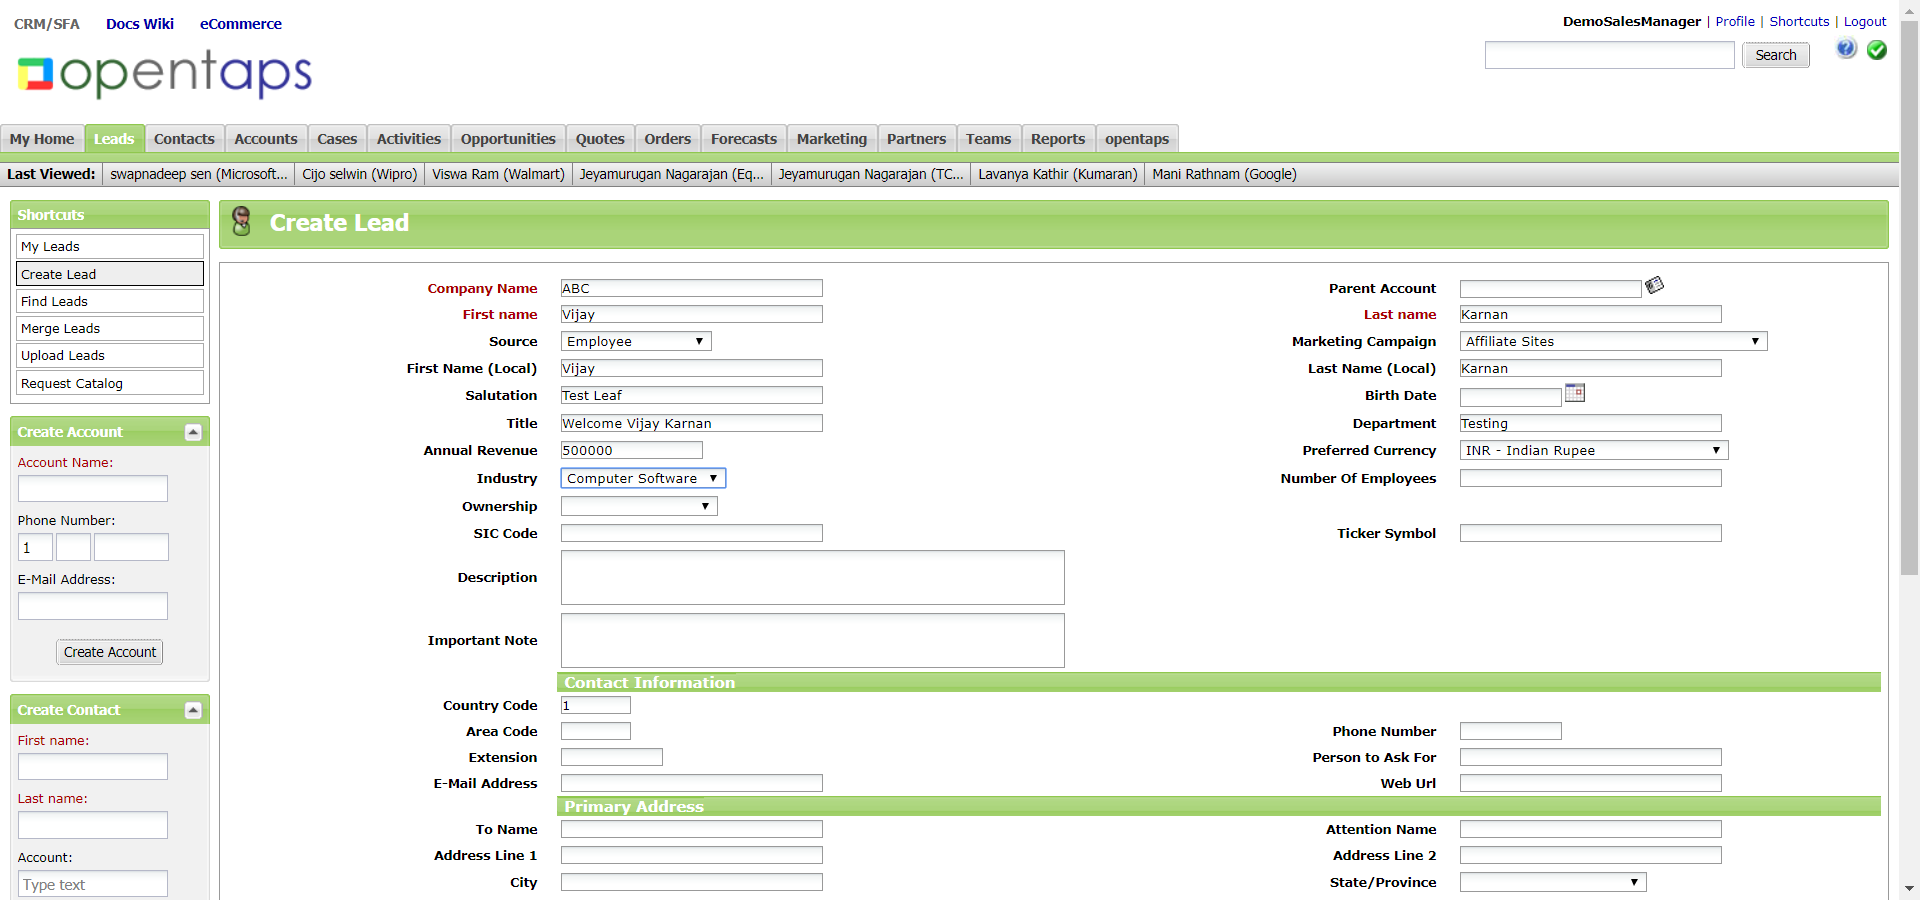 CRM/SFA Docs Wiki eCommerce
DemoSalesManager | Profile | Shortcuts | Logout
opentaps
Search
My Home Leads Contacts Accounts Cases Activities Opportunities Quotes Orders Forecasts Marketing Partners Teams Reports opentaps
Last Viewed: swapnadeep sen (Microsoft... Cijo selwin (Wipro) Viswa Ram (Walmart) Jeyamurugan Nagarajan (Eq... Jeyamurugan Nagarajan (TC... Lavanya Kathir (Kumaran) Mani Rathnam (Google)
Shortcuts
My Leads
Create Lead
Find Leads
Merge Leads
Upload Leads
Request Catalog
Create Account
Account Name:
Phone Number:
1
E-Mail Address:
Create Account
Create Contact
First name:
Last name:
Account:
Type text
Create Lead
Company Name ABC Parent Account
First name Vijay Last name Karnan
Source Employee Marketing Campaign Affiliate Sites
First Name (Local) Vijay Last Name (Local) Karnan
Salutation Test Leaf Birth Date
Title Welcome Vijay Karnan Department Testing
Annual Revenue 500000 Preferred Currency INR - Indian Rupee
Industry Computer Software Number Of Employees
Ownership
SIC Code Ticker Symbol
Description
Important Note
Contact Information
Country Code 1
Area Code Phone Number
Extension Person to Ask For
E-Mail Address Web Url
Primary Address
To Name Attention Name
Address Line 1 Address Line 2
City State/Province